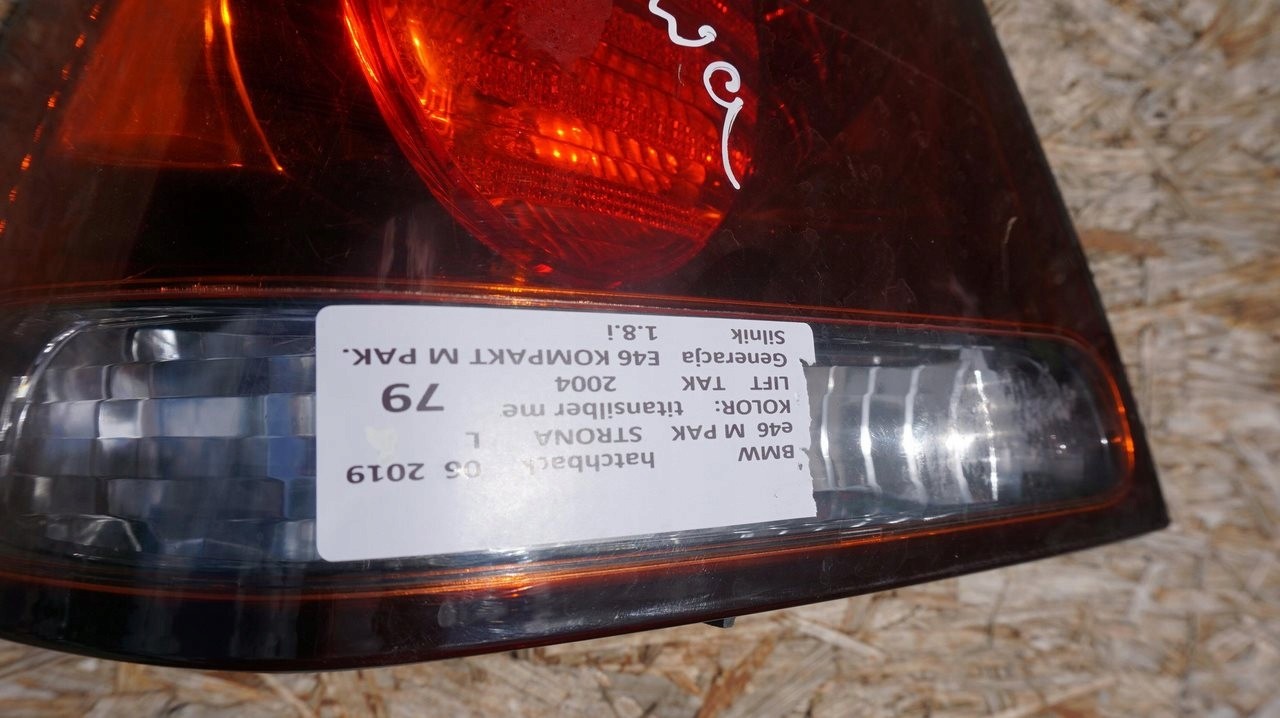 BMW hatchback 06 2019
e46 M PAK STRONA L
KOLOR: titansilber me 79
LIFT TAK 2004
Generacja E46 KOMPAKT M PAK.
Silnik 1.8.i